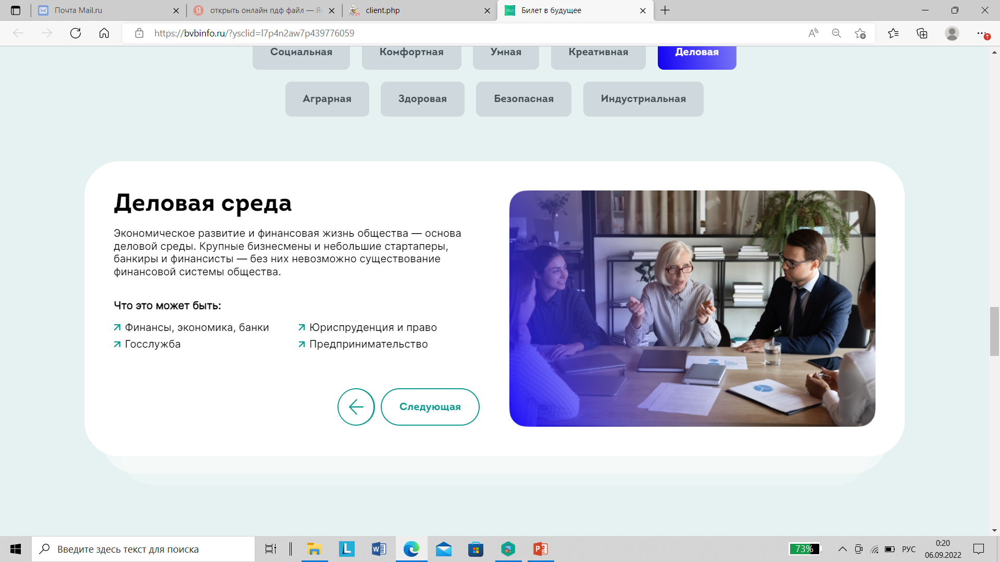 Почта Mail.ru
открыть онлайн пдф файл — Ян
client.php
Билет в будущее
https://bvbinfo.ru/?ysclid=l7p4n2aw7p439776059
Социальная
Комфортная
Умная
Креативная
Деловая
Аграрная
Здоровая
Безопасная
Индустриальная
Деловая среда
Экономическое развитие и финансовая жизнь общества — основа
деловой среды. Крупные бизнесмены и небольшие стартаперы,
банкиры и финансисты — без них невозможно существование
финансовой системы общества.
Что это может быть:
Финансы, экономика, банки
Юриспруденция и право
Госслужба
Предпринимательство
Следующая
Введите здесь текст для поиска
73%
РУС
0:20
06.09.2022